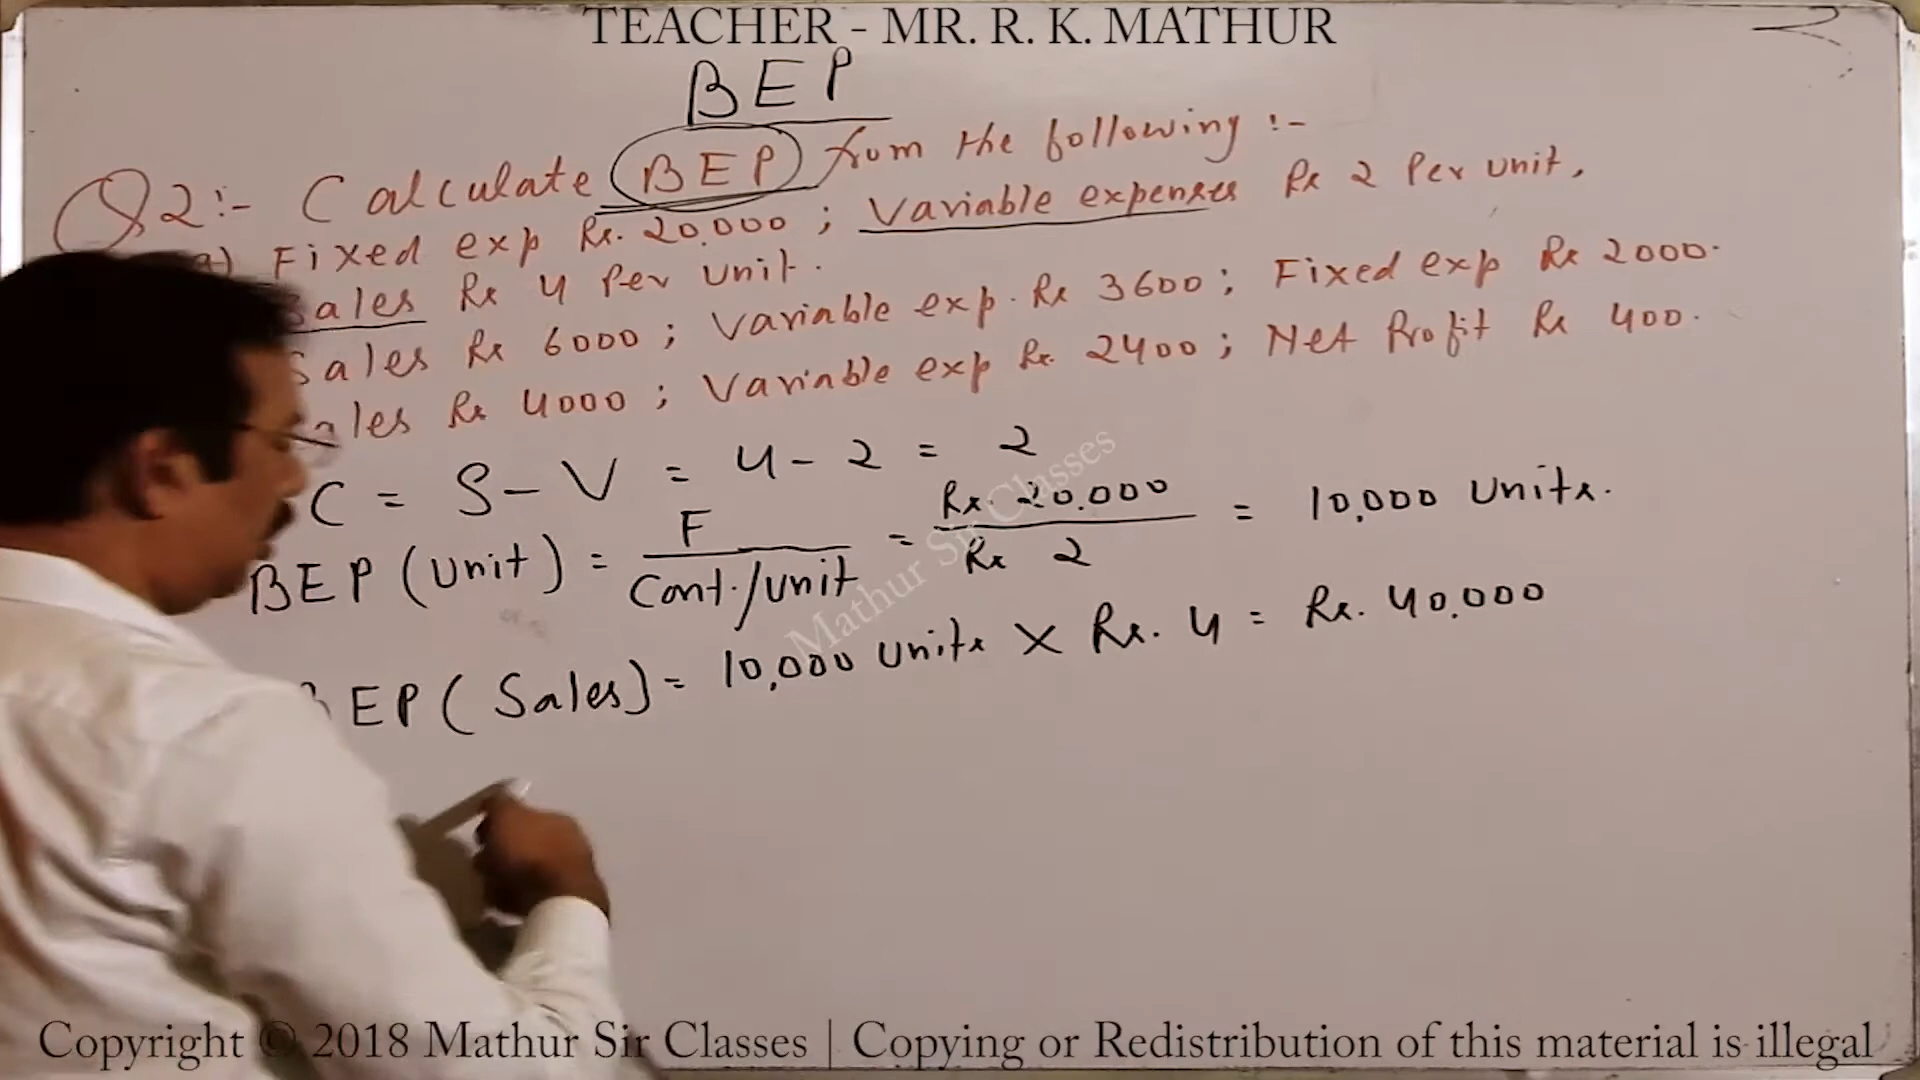 TEACHER - MR. R. K. MATHUR
BEP
Q2:- Calculate BEP from the following :-
a) Fixed exp Rs. 20,000 ; Variable expenses Rs 2 Per unit,
Sales Rs 4 Per unit.
Sales Rs 6000 ; Variable exp. Rs 3600 ; Fixed exp Rs 2000.
ales Rs 4000 ; Variable exp Rs. 2400 ; Net Profit Rs 400.
C = S - V = 4 - 2 = 2
BEP (Unit) = F / Cont./unit = Rs. 20,000 / Rs 2 = 10,000 Units.
BEP (Sales) = 10,000 Units X Rs. 4 = Rs. 40,000
Mathur Sir Classes
Copyright © 2018 Mathur Sir Classes | Copying or Redistribution of this material is illegal